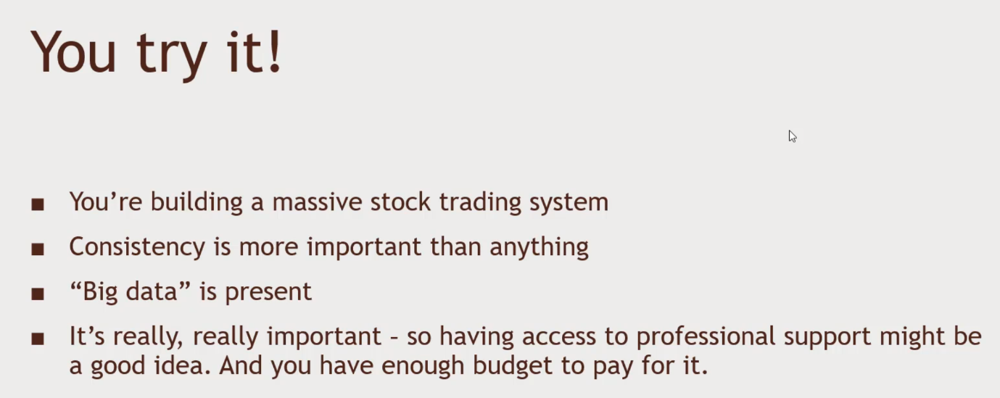 You try it!
■ You’re building a massive stock trading system
■ Consistency is more important than anything
■ “Big data” is present
■ It’s really, really important – so having access to professional support might be
a good idea. And you have enough budget to pay for it.